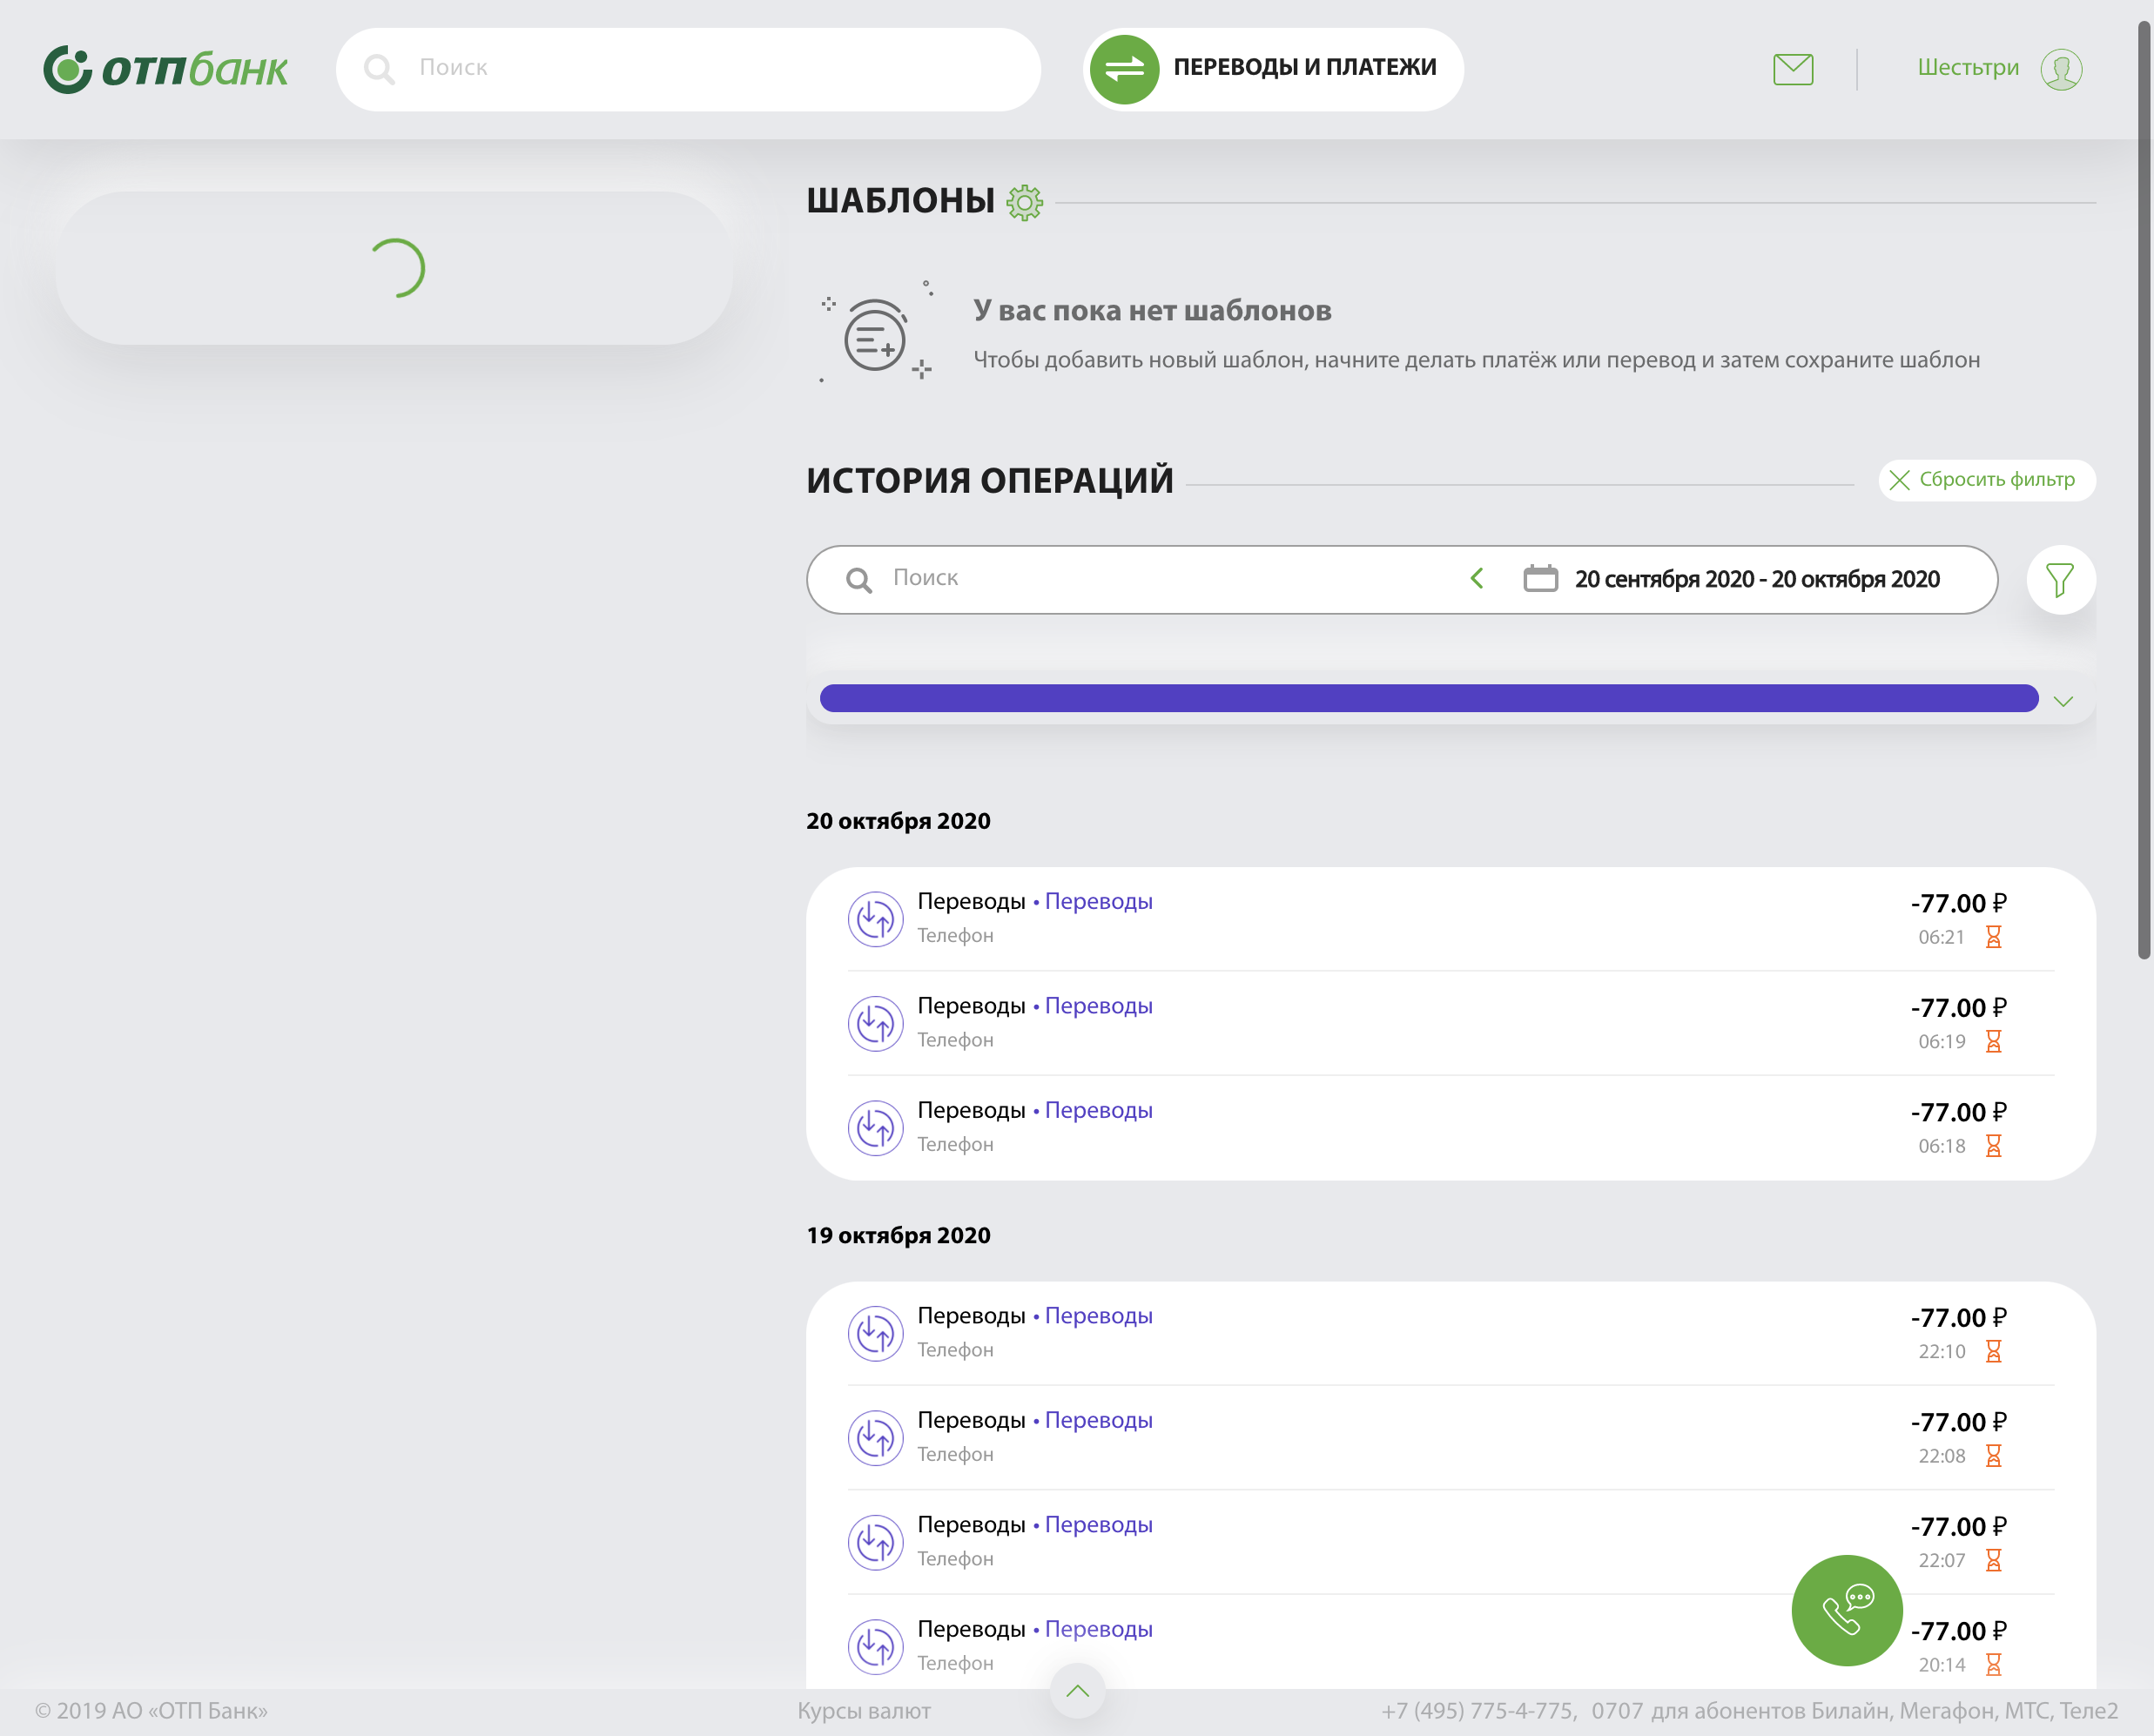 отпбанк
Поиск
ПЕРЕВОДЫ И ПЛАТЕЖИ
Шестьтри
ШАБЛОНЫ
У вас пока нет шаблонов
Чтобы добавить новый шаблон, начните делать платёж или перевод и затем сохраните шаблон
ИСТОРИЯ ОПЕРАЦИЙ
Сбросить фильтр
Поиск
20 сентября 2020 - 20 октября 2020
20 октября 2020
Переводы • Переводы
-77.00 ₽
Телефон
06:21
Переводы • Переводы
-77.00 ₽
Телефон
06:19
Переводы • Переводы
-77.00 ₽
Телефон
06:18
19 октября 2020
Переводы • Переводы
-77.00 ₽
Телефон
22:10
Переводы • Переводы
-77.00 ₽
Телефон
22:08
Переводы • Переводы
-77.00 ₽
Телефон
22:07
Переводы • Переводы
-77.00 ₽
Телефон
20:14
© 2019 АО «ОТП Банк»
Курсы валют
+7 (495) 775-4-775, 0707 для абонентов Билайн, Мегафон, МТС, Теле2